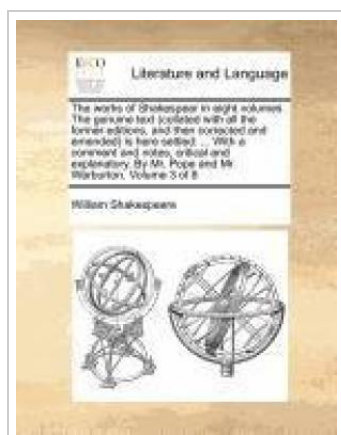 ECCO
Literature and Language
The works of Shakespear in eight volumes
The genuine text (collated with all the
former editions, and then corrected and
emended) is here settled: ... With a
comment and notes, critical and
explanatory. By Mr. Pope and Mr.
Warburton. Volume 3 of 8
William Shakespeare